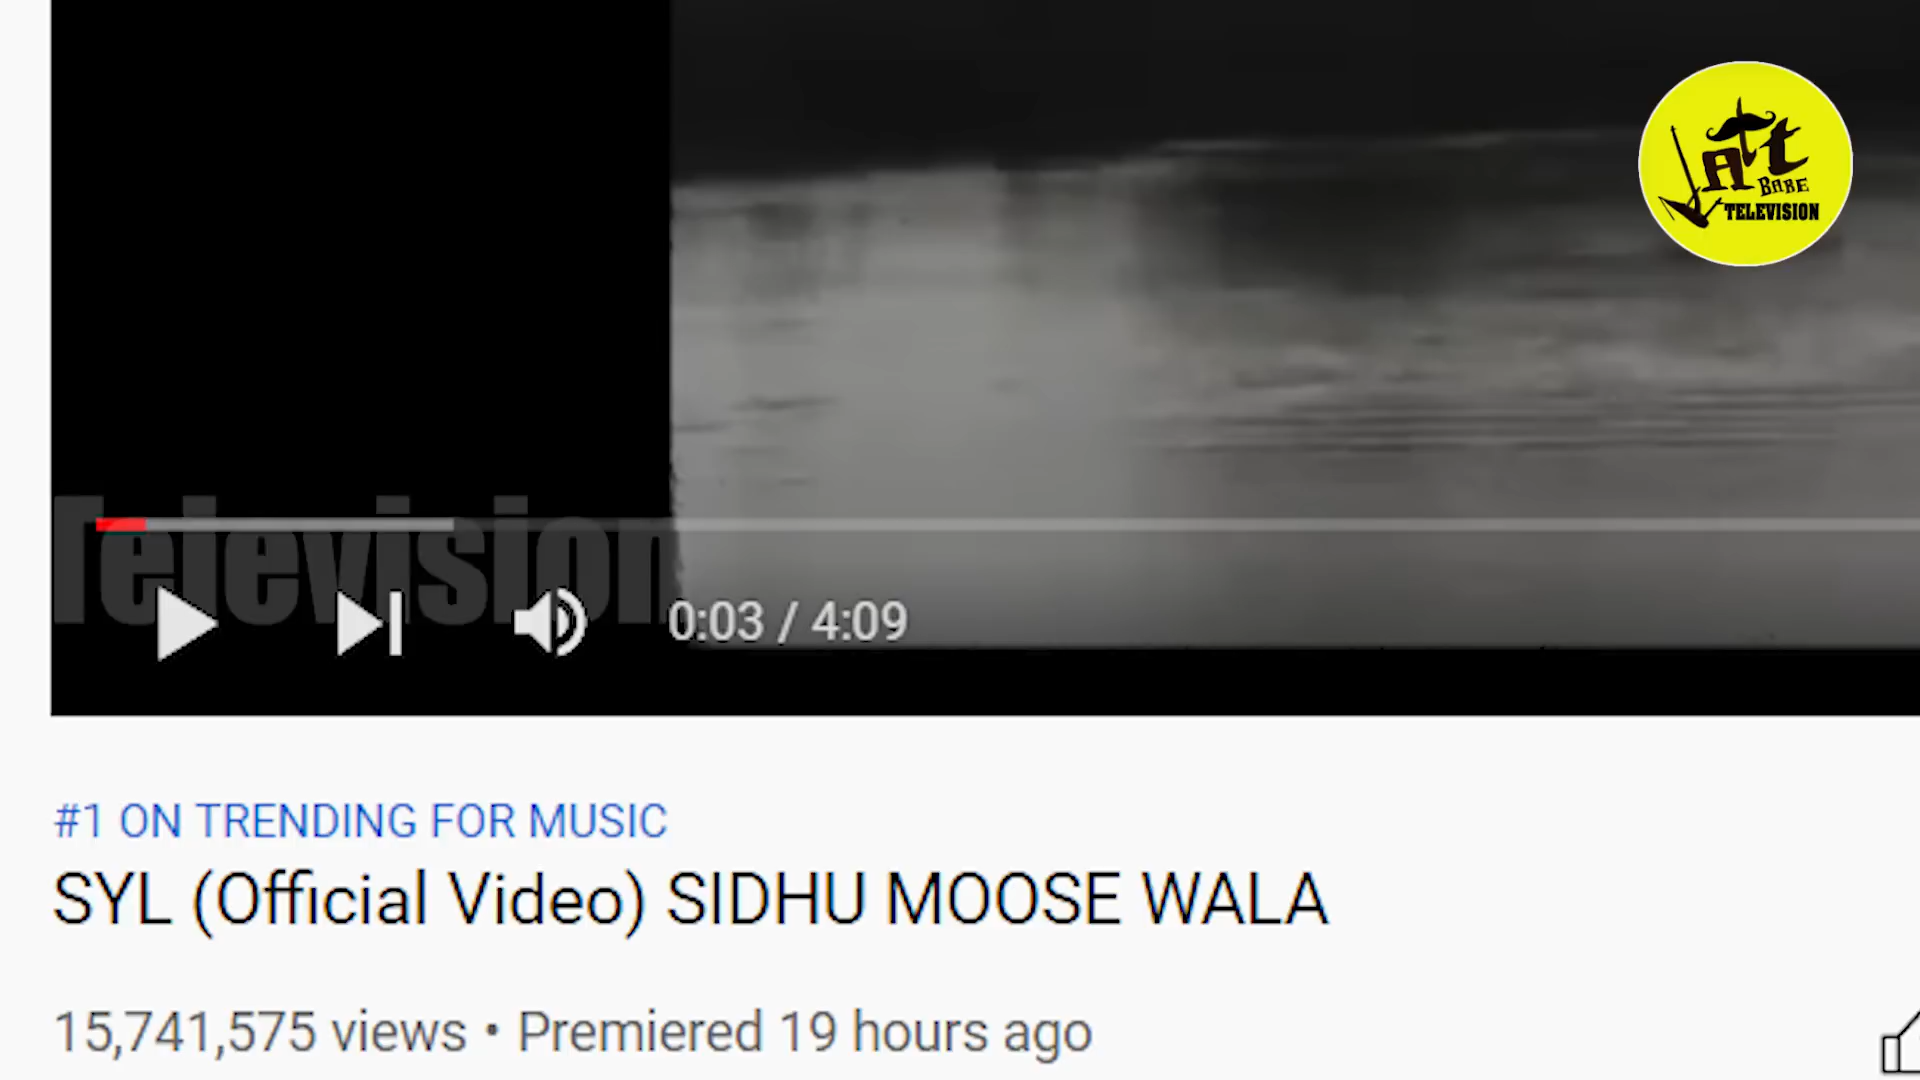 Jatt
BABE
TELEVISION
Television
0:03 / 4:09
#1 ON TRENDING FOR MUSIC
SYL (Official Video) SIDHU MOOSE WALA
15,741,575 views • Premiered 19 hours ago